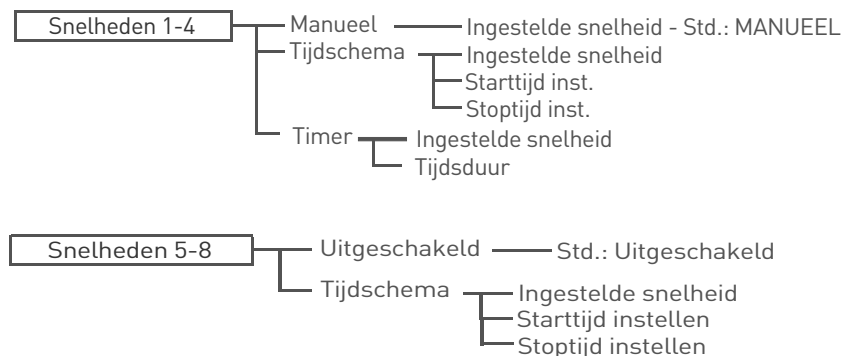 Snelheden 1-4 Manueel Ingestelde snelheid - Std.: MANUEEL
Tijdschema Ingestelde snelheid
Starttijd inst.
Stoptijd inst.
Timer Ingestelde snelheid
Tijdsduur
Snelheden 5-8 Uitgeschakeld Std.: Uitgeschakeld
Tijdschema Ingestelde snelheid
Starttijd instellen
Stoptijd instellen